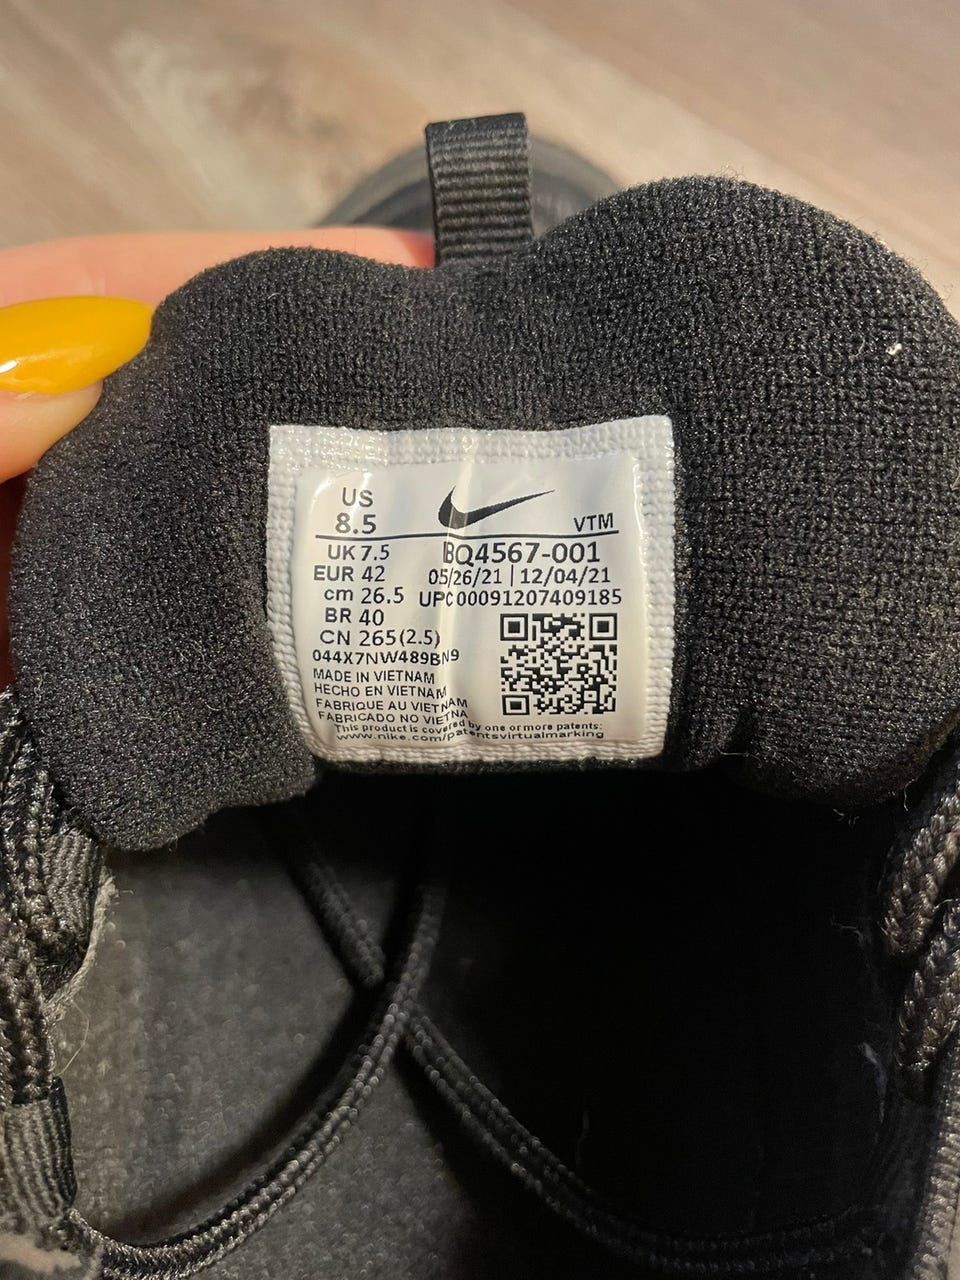 US
8.5
VTM
UK 7.5
BQ4567-001
EUR 42
05/26/21 | 12/04/21
cm 26.5
UPC 00091207409185
BR 40
CN 265(2.5)
044X7NW489BN9
MADE IN VIETNAM
HECHO EN VIETNAM
FABRIQUE AU VIETNAM
FABRICADO NO VIETNA
This product is covered by one or more patents:
www.nike.com/patentsvirtualmarking